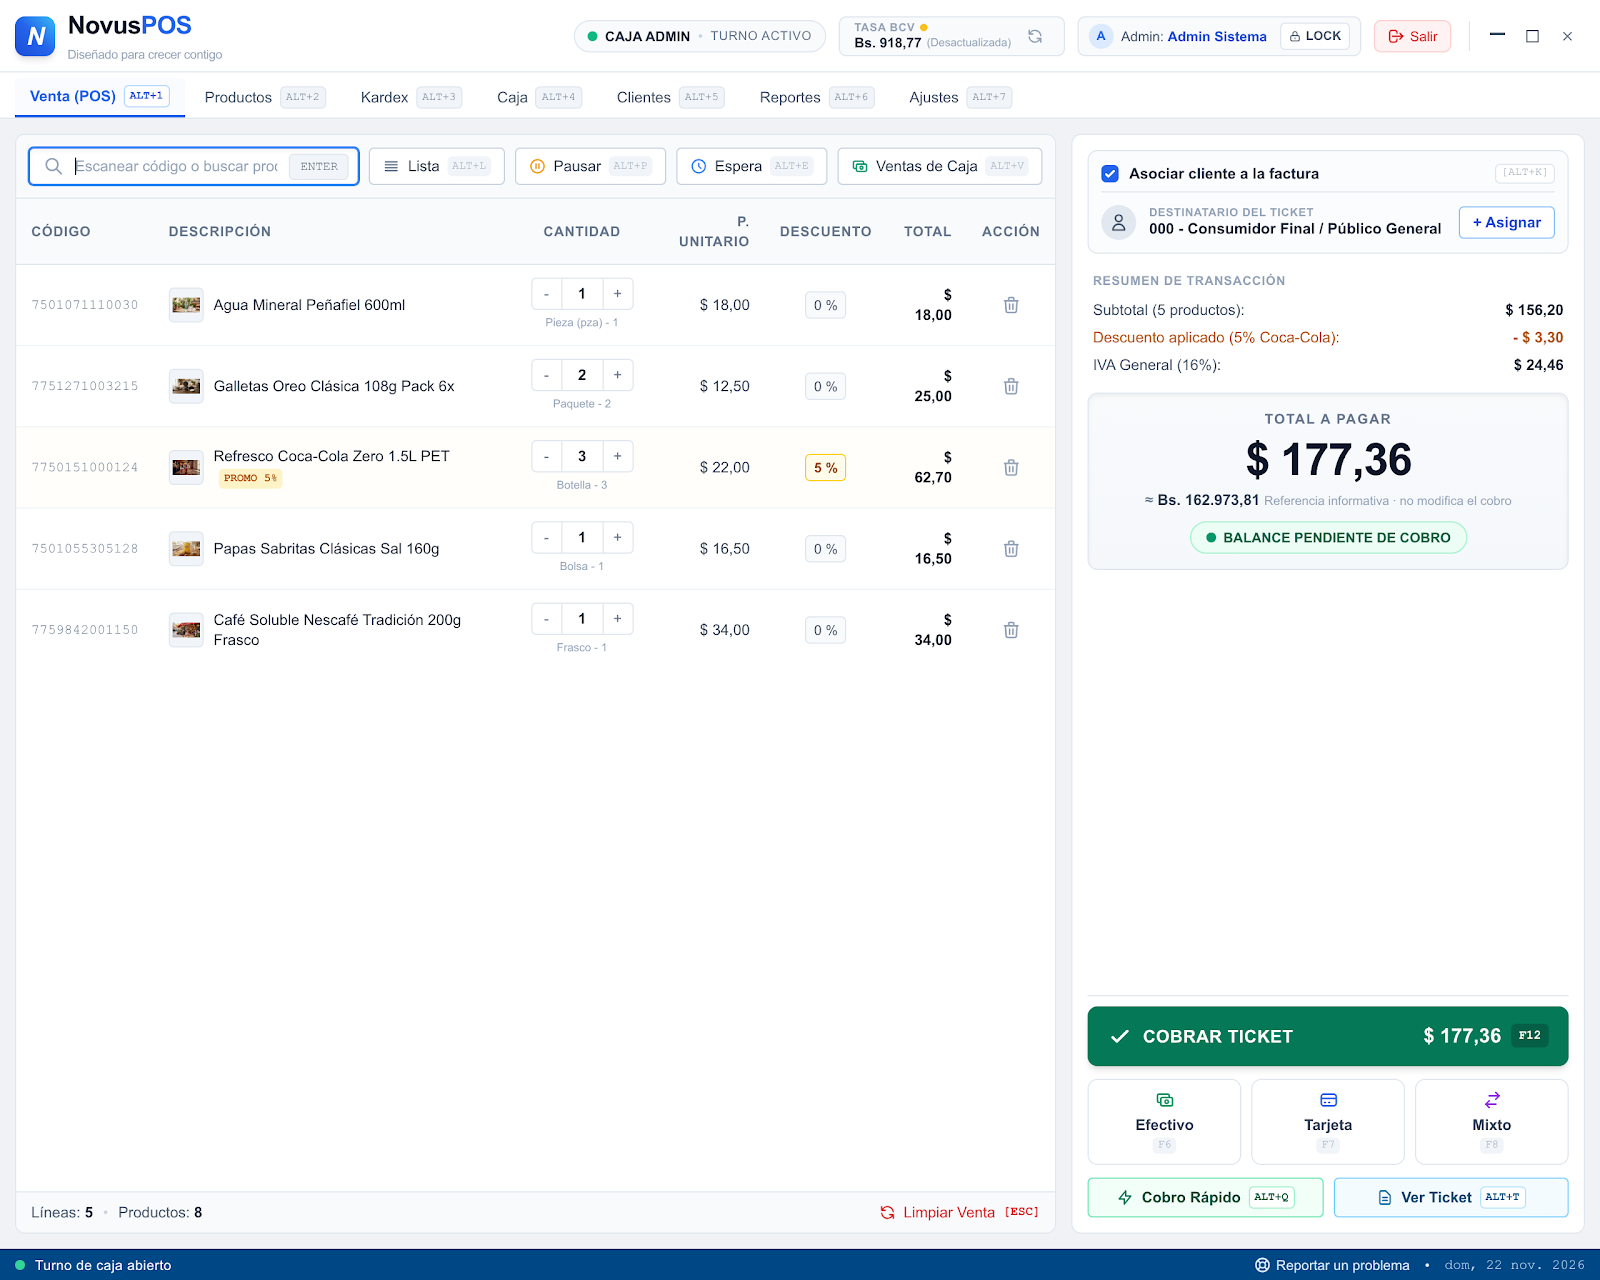 N NovusPOS
Diseñado para crecer contigo
CAJA ADMIN • TURNO ACTIVO
TASA BCV
Bs. 918,77 (Desactualizada)
A Admin: Admin Sistema
LOCK
Salir
Venta (POS) ALT+1
Productos ALT+2
Kardex ALT+3
Caja ALT+4
Clientes ALT+5
Reportes ALT+6
Ajustes ALT+7
Escanear código o buscar proc ENTER
Lista ALT+L
Pausar ALT+P
Espera ALT+E
Ventas de Caja ALT+V
CÓDIGO DESCRIPCIÓN CANTIDAD P. UNITARIO DESCUENTO TOTAL ACCIÓN
7501071110030 Agua Mineral Peñafiel 600ml - 1 + $ 18,00 0 % $ 18,00
Pieza (pza) - 1
7751271003215 Galletas Oreo Clásica 108g Pack 6x - 2 + $ 12,50 0 % $ 25,00
Paquete - 2
7750151000124 Refresco Coca-Cola Zero 1.5L PET - 3 + $ 22,00 5 % $ 62,70
PROMO 5%
Botella - 3
7501055305128 Papas Sabritas Clásicas Sal 160g - 1 + $ 16,50 0 % $ 16,50
Bolsa - 1
7759842001150 Café Soluble Nescafé Tradición 200g Frasco - 1 + $ 34,00 0 % $ 34,00
Frasco - 1
Líneas: 5 • Productos: 8
Limpiar Venta [ESC]
Asociar cliente a la factura [ALT+K]
DESTINATARIO DEL TICKET
000 - Consumidor Final / Público General
+ Asignar
RESUMEN DE TRANSACCIÓN
Subtotal (5 productos): $ 156,20
Descuento aplicado (5% Coca-Cola): - $ 3,30
IVA General (16%): $ 24,46
TOTAL A PAGAR
$ 177,36
≈ Bs. 162.973,81 Referencia informativa · no modifica el cobro
BALANCE PENDIENTE DE COBRO
COBRAR TICKET $ 177,36 F12
Efectivo F6
Tarjeta F7
Mixto F8
Cobro Rápido ALT+Q
Ver Ticket ALT+T
Turno de caja abierto
Reportar un problema • dom, 22 nov. 2026